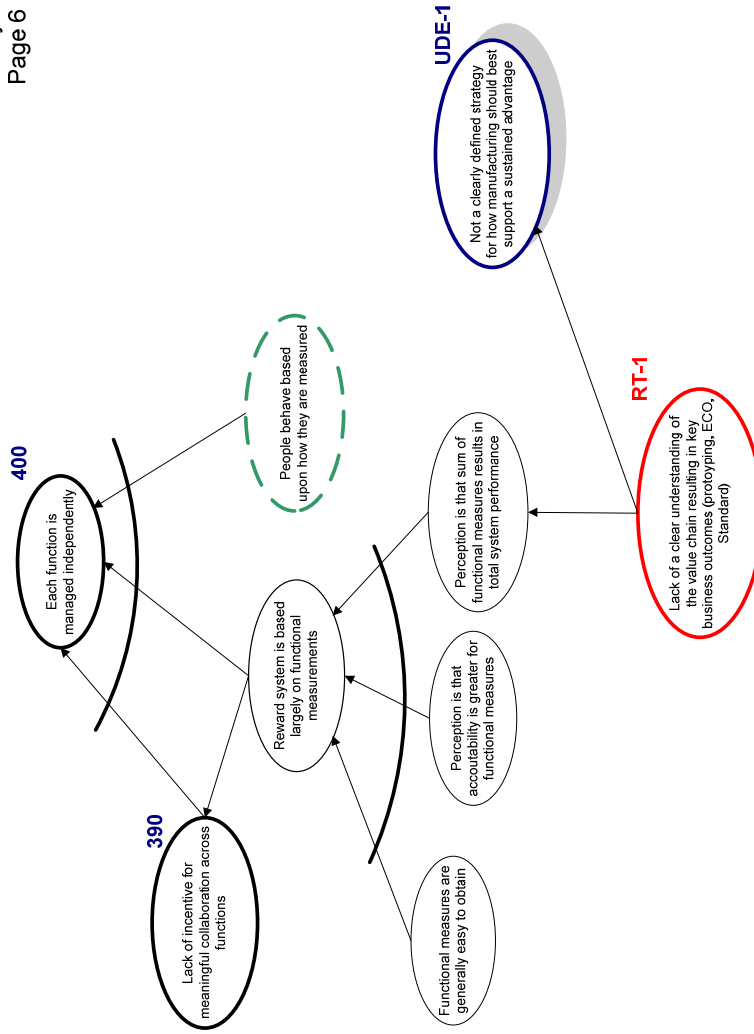 Page 6
400
Each function is
managed independently
390
Lack of incentive for
meaningful collaboration across
functions
Reward system is based
largely on functional
measurements
People behave based
upon how they are measured
Functional measures are
generally easy to obtain
Perception is that
accoutability is greater for
functional measures
Perception is that sum of
functional measures results in
total system performance
UDE-1
Not a clearly defined strategy
for how manufacturing should best
support a sustained advantage
RT-1
Lack of a clear understanding of
the value chain resulting in key
business outcomes (protoyping, ECO,
Standard)